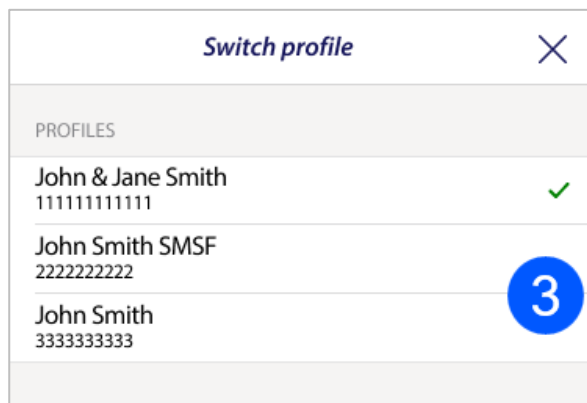 Switch profile
PROFILES
John & Jane Smith
111111111111
John Smith SMSF
2222222222
3
John Smith
3333333333